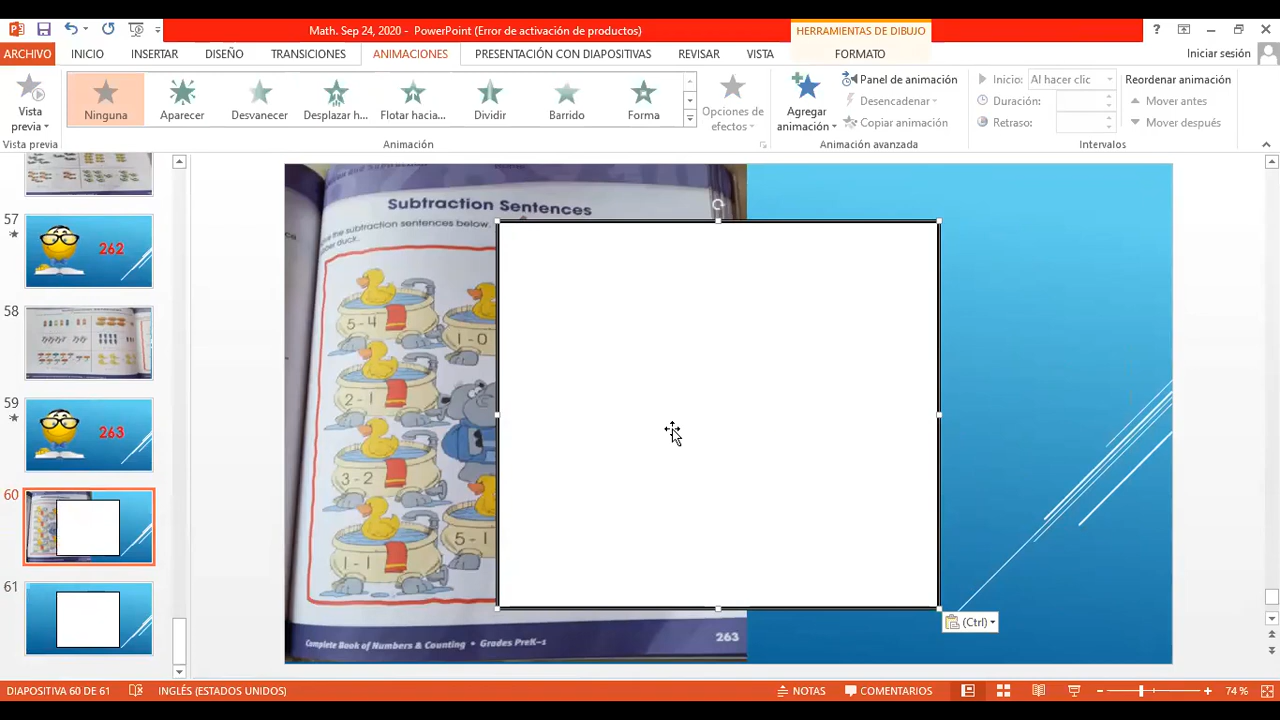 Math. Sep 24, 2020 - PowerPoint (Error de activación de productos)
HERRAMIENTAS DE DIBUJO
?
ARCHIVO INICIO INSERTAR DISEÑO TRANSICIONES ANIMACIONES PRESENTACIÓN CON DIAPOSITIVAS REVISAR VISTA FORMATO Iniciar sesión
Vista previa
Ninguna Aparecer Desvanecer Desplazar h... Flotar hacia... Dividir Barrido Forma
Opciones de efectos
Agregar animación
Panel de animación
Desencadenar
Copiar animación
Inicio: Al hacer clic
Duración:
Retraso:
Reordenar animación
Mover antes
Mover después
Vista previa Animación Animación avanzada Intervalos
57
262
58
59
263
60
61
Subtraction Sentences
the subtraction sentences below.
duck.
5-4
1-0
2-1
3-2
5-1
1-1
Complete Book of Numbers & Counting • Grades PreK-1
263
(Ctrl)
DIAPOSITIVA 60 DE 61 INGLÉS (ESTADOS UNIDOS) NOTAS COMENTARIOS 74 %